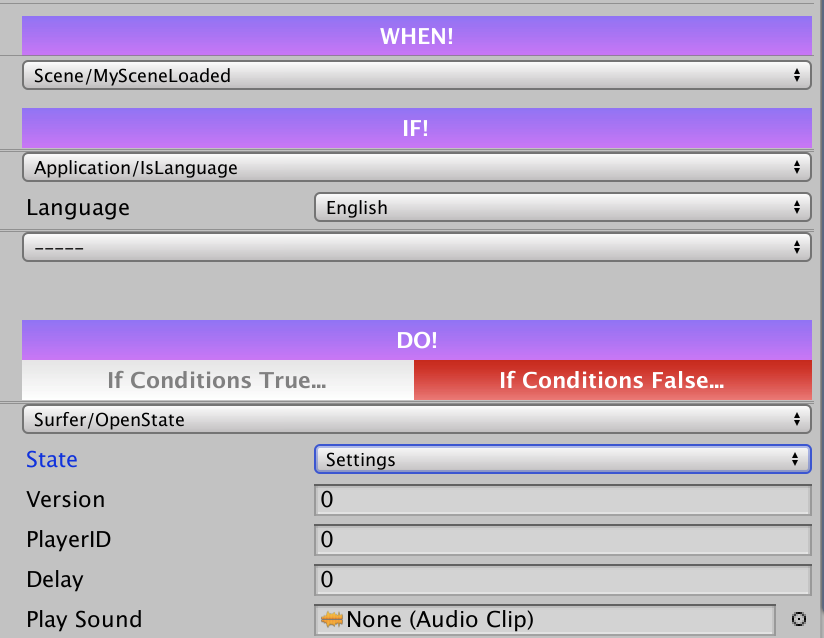 WHEN!
Scene/MySceneLoaded
IF!
Application/IsLanguage
Language English
-----
DO!
If Conditions True... If Conditions False...
Surfer/OpenState
State Settings
Version 0
PlayerID 0
Delay 0
Play Sound None (Audio Clip)